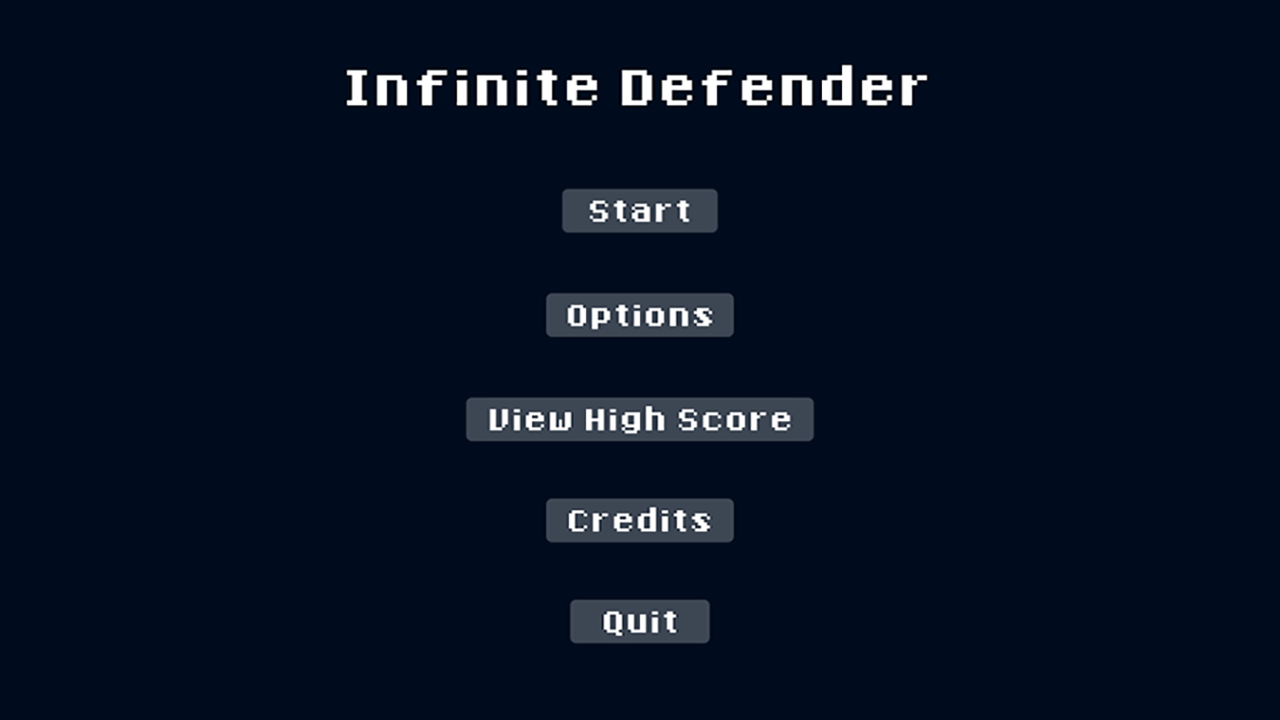 Infinite Defender
Start
Options
View High Score
Credits
Quit